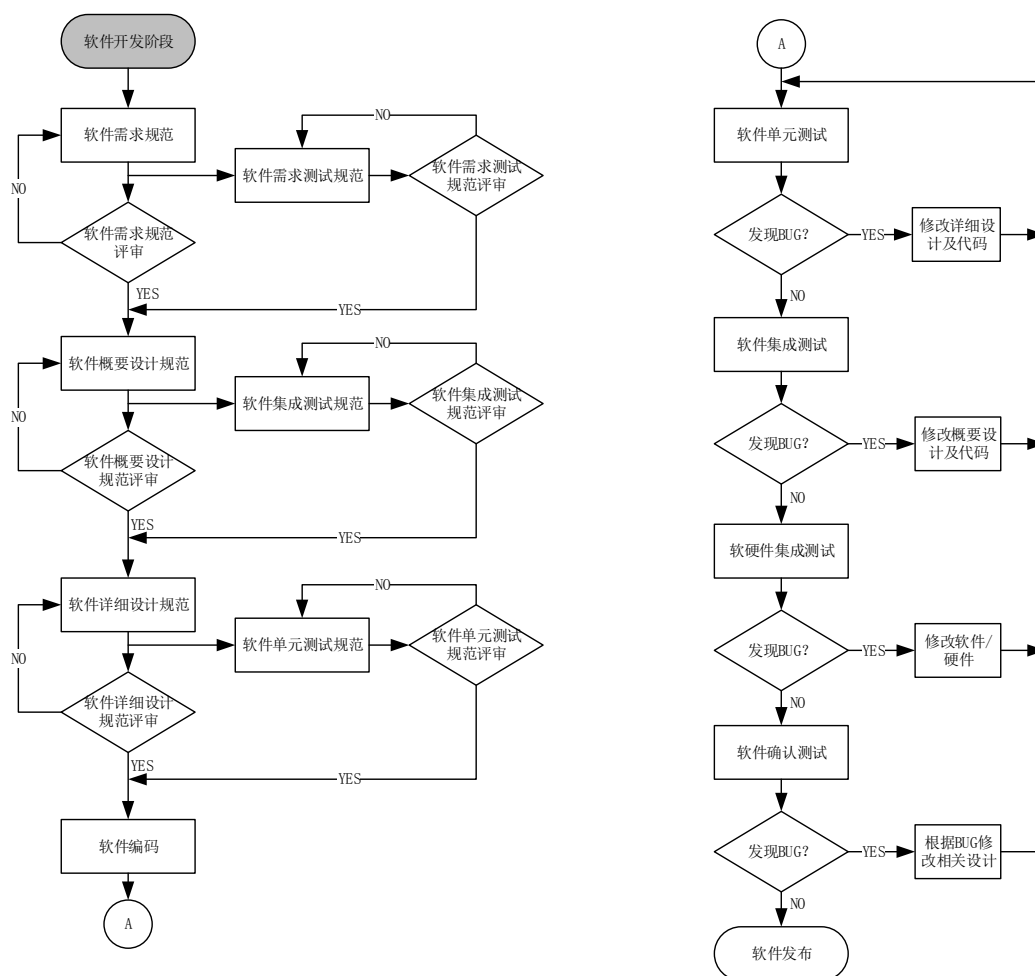 软件开发阶段
软件需求规范
NO
软件需求规范
评审
YES
软件需求测试规范
NO
软件需求测试
规范评审
YES
软件概要设计规范
NO
软件概要设计
规范评审
YES
软件集成测试规范
NO
软件集成测试
规范评审
YES
软件详细设计规范
NO
软件详细设计
规范评审
YES
软件单元测试规范
NO
软件单元测试
规范评审
YES
软件编码
A
A
软件单元测试
发现BUG?
YES
修改详细设
计及代码
NO
软件集成测试
发现BUG?
YES
修改概要设
计及代码
NO
软硬件集成测试
发现BUG?
YES
修改软件/
硬件
NO
软件确认测试
发现BUG?
YES
根据BUG修
改相关设计
NO
软件发布